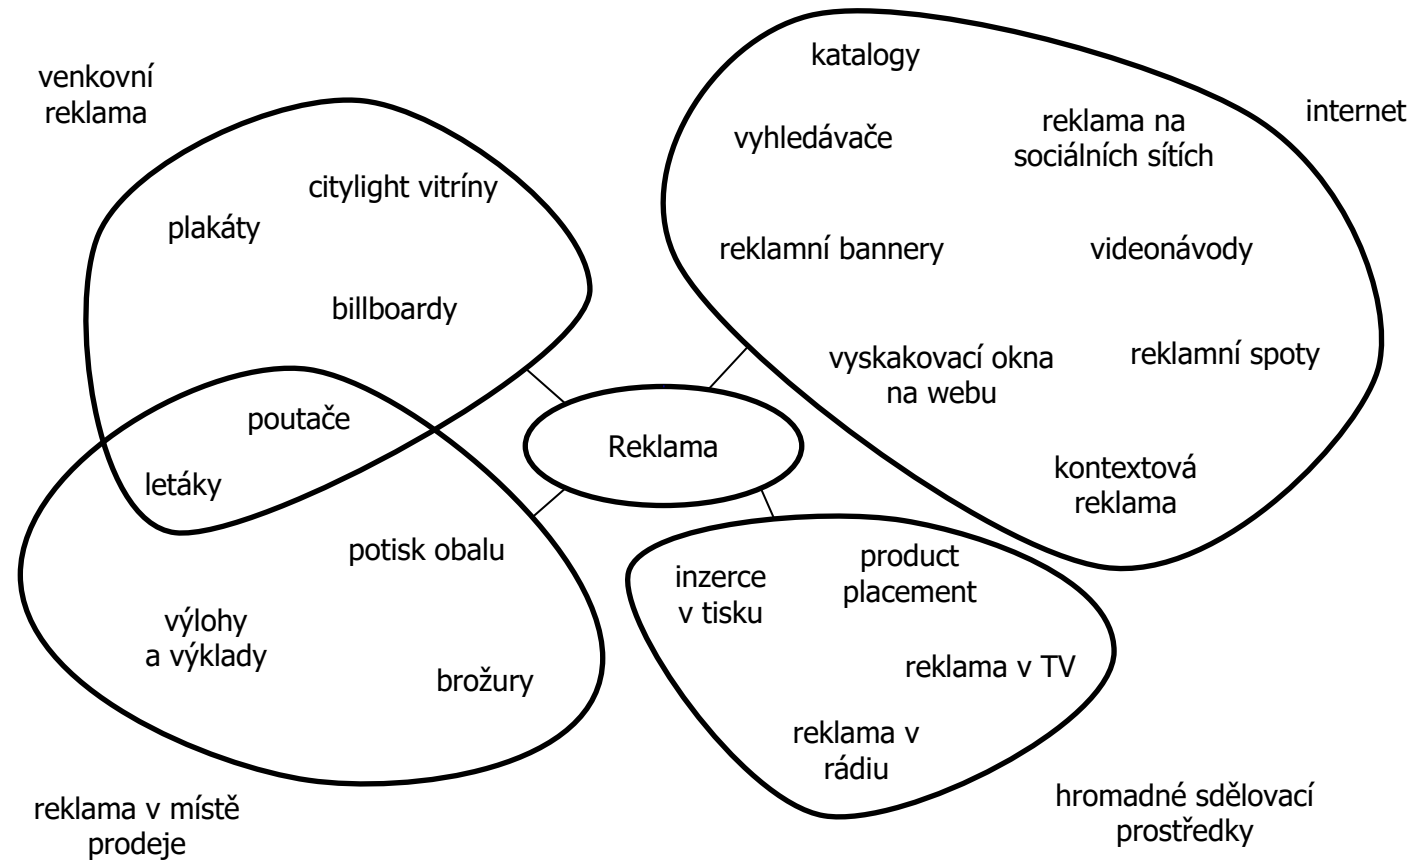 venkovní
reklama
citylight vitríny
plakáty
billboardy
poutače
letáky
potisk obalu
výlohy
a výklady
brožury
reklama v místě
prodeje
Reklama
internet
katalogy
vyhledávače
reklama na
sociálních sítích
reklamní bannery
videonávody
vyskakovací okna
na webu
reklamní spoty
kontextová
reklama
inzerce
v tisku
product
placement
reklama v TV
reklama v
rádiu
hromadné sdělovací
prostředky